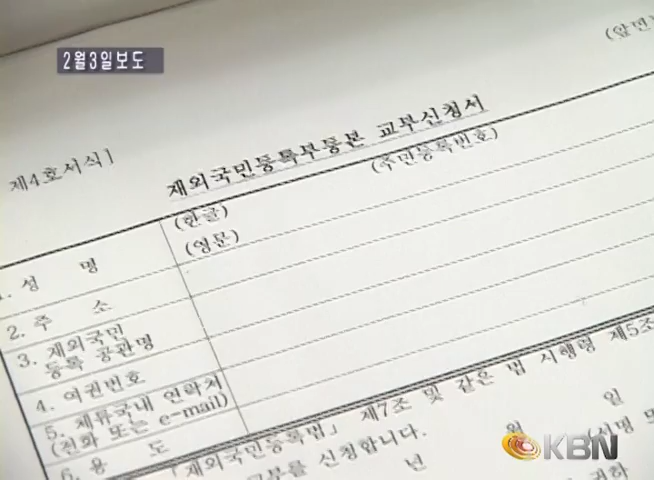 2월3일보도
(앞면
제4호서식]
재외국민등록부등본 교부신청서
(한글) (주민등록번호)
(영문)
1. 성 명
2. 주 소
3. 재외국민
등록 공관명
4. 여권번호
5. 체류국내 연락처
(전화 또는 e-mail)
6. 용 도
「재외국민등록법」 제7조 및 같은 법 시행령 제5조
교부를 신청합니다.
년 월 일
(서명 또
귀하
KBN